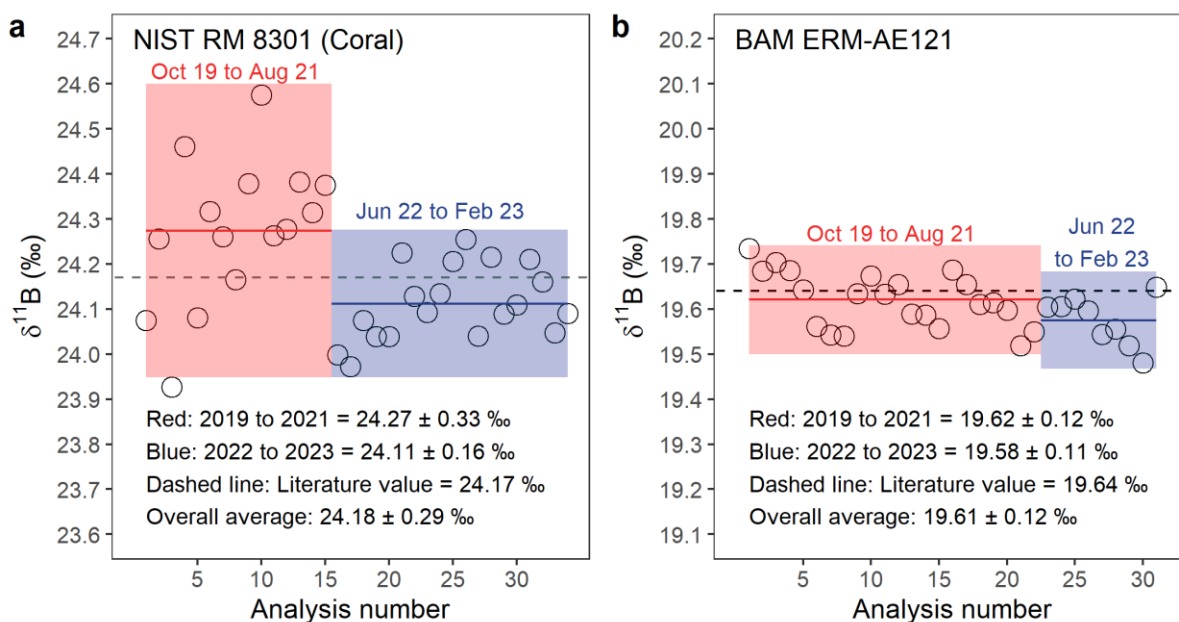 a
NIST RM 8301 (Coral)
Oct 19 to Aug 21
Jun 22 to Feb 23
24.7
24.6
24.5
24.4
24.3
24.2
24.1
24.0
23.9
23.8
23.7
23.6
δ¹¹B (‰)
Red: 2019 to 2021 = 24.27 ± 0.33 ‰
Blue: 2022 to 2023 = 24.11 ± 0.16 ‰
Dashed line: Literature value = 24.17 ‰
Overall average: 24.18 ± 0.29 ‰
5 10 15 20 25 30
Analysis number
b
BAM ERM-AE121
Oct 19 to Aug 21
Jun 22
to Feb 23
20.2
20.1
20.0
19.9
19.8
19.7
19.6
19.5
19.4
19.3
19.2
19.1
δ¹¹B (‰)
Red: 2019 to 2021 = 19.62 ± 0.12 ‰
Blue: 2022 to 2023 = 19.58 ± 0.11 ‰
Dashed line: Literature value = 19.64 ‰
Overall average: 19.61 ± 0.12 ‰
5 10 15 20 25 30
Analysis number